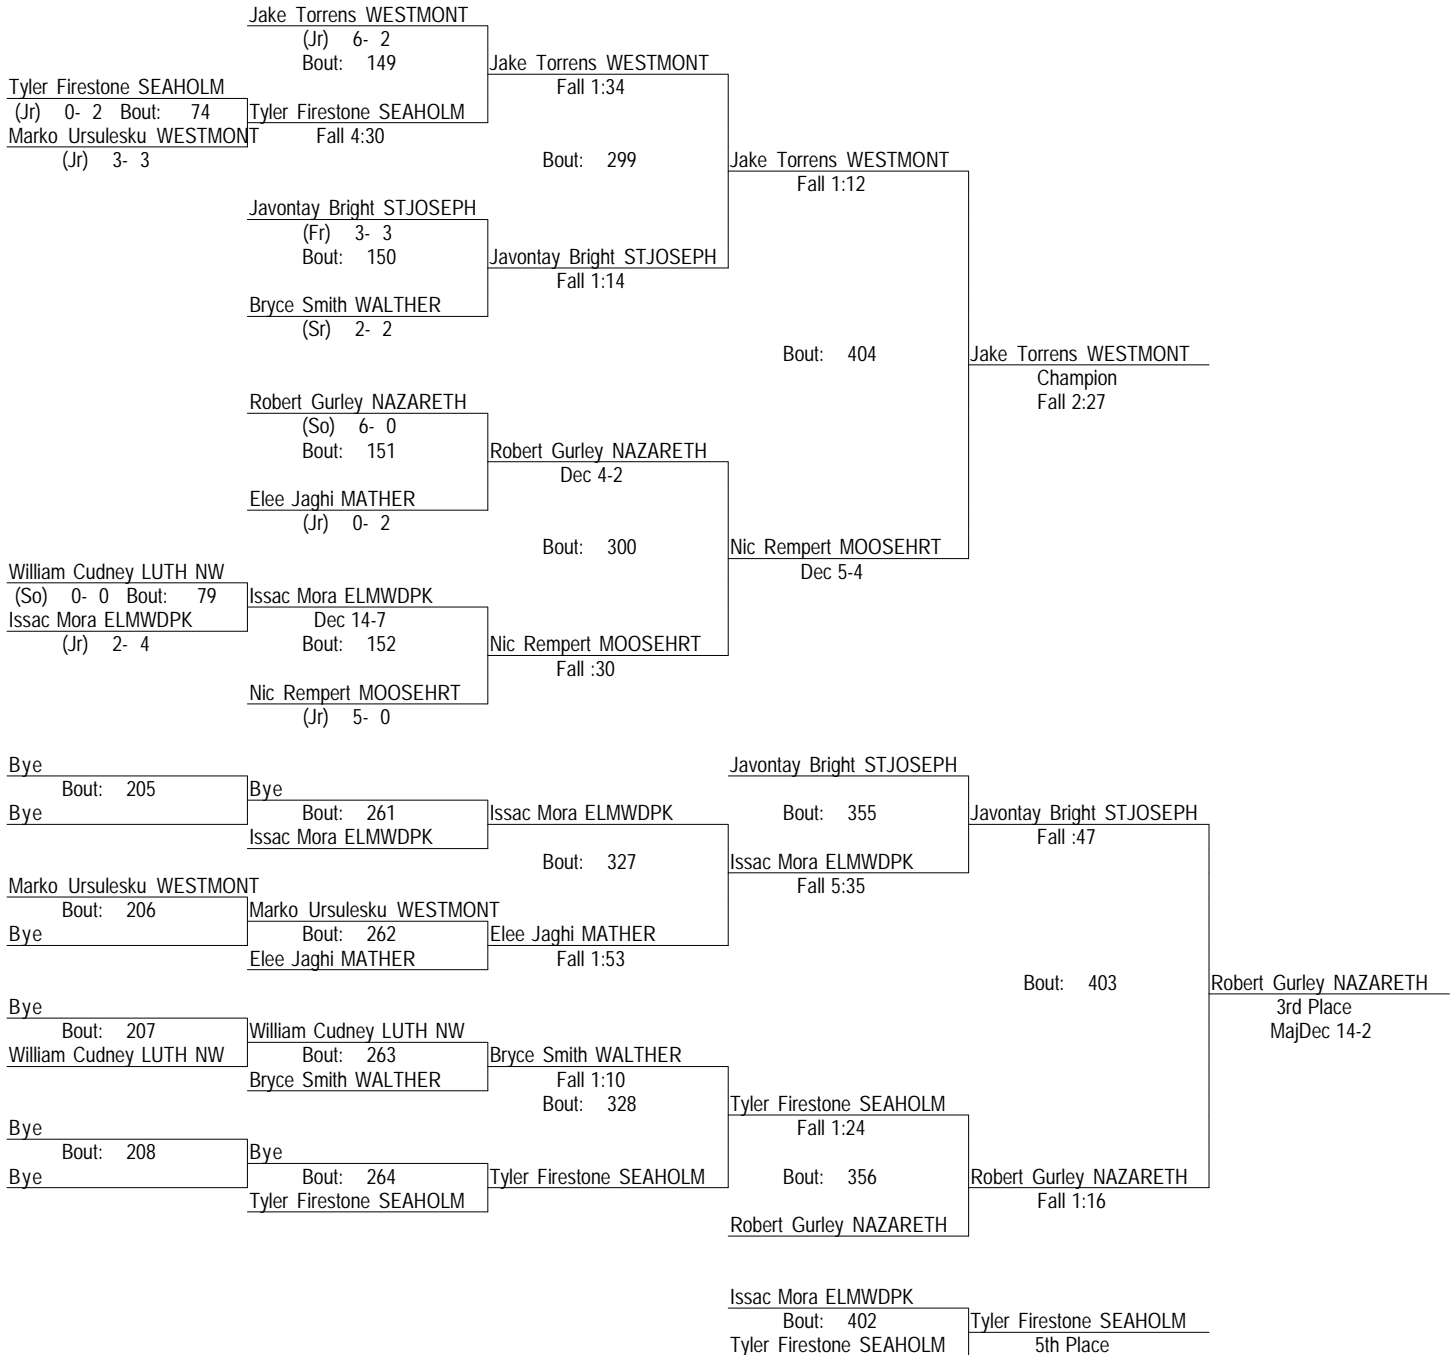 Jake Torrens WESTMONT
(Jr) 6- 2
Bout: 149
Jake Torrens WESTMONT
Fall 1:34
Tyler Firestone SEAHOLM
(Jr) 0- 2 Bout: 74
Tyler Firestone SEAHOLM
Marko Ursulesku WESTMONT
Fall 4:30
(Jr) 3- 3
Bout: 299
Jake Torrens WESTMONT
Fall 1:12
Javontay Bright STJOSEPH
(Fr) 3- 3
Bout: 150
Javontay Bright STJOSEPH
Fall 1:14
Bryce Smith WALTHER
(Sr) 2- 2
Bout: 404
Jake Torrens WESTMONT
Champion
Fall 2:27
Robert Gurley NAZARETH
(So) 6- 0
Bout: 151
Robert Gurley NAZARETH
Dec 4-2
Elee Jaghi MATHER
(Jr) 0- 2
Bout: 300
Nic Rempert MOOSEHRT
Dec 5-4
William Cudney LUTH NW
(So) 0- 0 Bout: 79
Issac Mora ELMWDPK
Issac Mora ELMWDPK
Dec 14-7
(Jr) 2- 4
Bout: 152
Nic Rempert MOOSEHRT
Fall :30
Nic Rempert MOOSEHRT
(Jr) 5- 0
Bye
Bout: 205
Bye
Bye
Bout: 261
Issac Mora ELMWDPK
Issac Mora ELMWDPK
Javontay Bright STJOSEPH
Bout: 355
Javontay Bright STJOSEPH
Fall :47
Bout: 327
Issac Mora ELMWDPK
Fall 5:35
Marko Ursulesku WESTMONT
Bout: 206
Bye
Marko Ursulesku WESTMONT
Bout: 262
Elee Jaghi MATHER
Elee Jaghi MATHER
Fall 1:53
Bout: 403
Robert Gurley NAZARETH
3rd Place
MajDec 14-2
Bye
Bout: 207
William Cudney LUTH NW
William Cudney LUTH NW
Bout: 263
Bryce Smith WALTHER
Bryce Smith WALTHER
Fall 1:10
Bout: 328
Tyler Firestone SEAHOLM
Fall 1:24
Bye
Bout: 208
Bye
Bye
Bout: 264
Tyler Firestone SEAHOLM
Tyler Firestone SEAHOLM
Bout: 356
Robert Gurley NAZARETH
Fall 1:16
Robert Gurley NAZARETH
Issac Mora ELMWDPK
Bout: 402
Tyler Firestone SEAHOLM
Tyler Firestone SEAHOLM
5th Place